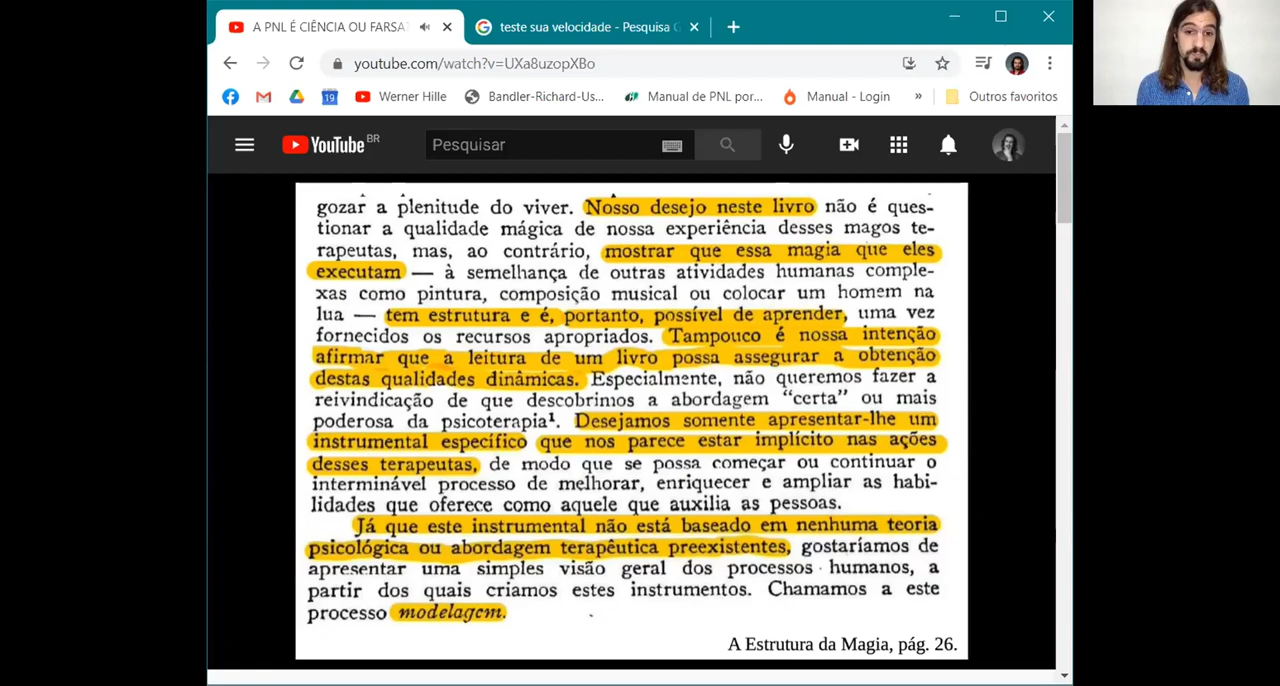 A PNL É CIÊNCIA OU FARSA
teste sua velocidade - Pesquisa G
youtube.com/watch?v=UXa8uzopXBo
19
Werner Hille
Bandler-Richard-Us...
Manual de PNL por...
Manual - Login
»
Outros favoritos
YouTube BR
Pesquisar
gozar a plenitude do viver. Nosso desejo neste livro não é ques-
tionar a qualidade mágica de nossa experiência desses magos te-
rapeutas, mas, ao contrário, mostrar que essa magia que eles
executam — à semelhança de outras atividades humanas comple-
xas como pintura, composição musical ou colocar um homem na
lua — tem estrutura e é, portanto, possível de aprender, uma vez
fornecidos os recursos apropriados. Tampouco é nossa intenção
afirmar que a leitura de um livro possa assegurar a obtenção
destas qualidades dinâmicas. Especialmente, não queremos fazer a
reivindicação de que descobrimos a abordagem “certa” ou mais
poderosa da psicoterapia¹. Desejamos somente apresentar-lhe um
instrumental específico que nos parece estar implícito nas ações
desses terapeutas, de modo que se possa começar ou continuar o
interminável processo de melhorar, enriquecer e ampliar as habi-
lidades que oferece como aquele que auxilia as pessoas.
Já que este instrumental não está baseado em nenhuma teoria
psicológica ou abordagem terapêutica preexistentes, gostaríamos de
apresentar uma simples visão geral dos processos humanos, a
partir dos quais criamos estes instrumentos. Chamamos a este
processo modelagem.
A Estrutura da Magia, pág. 26.